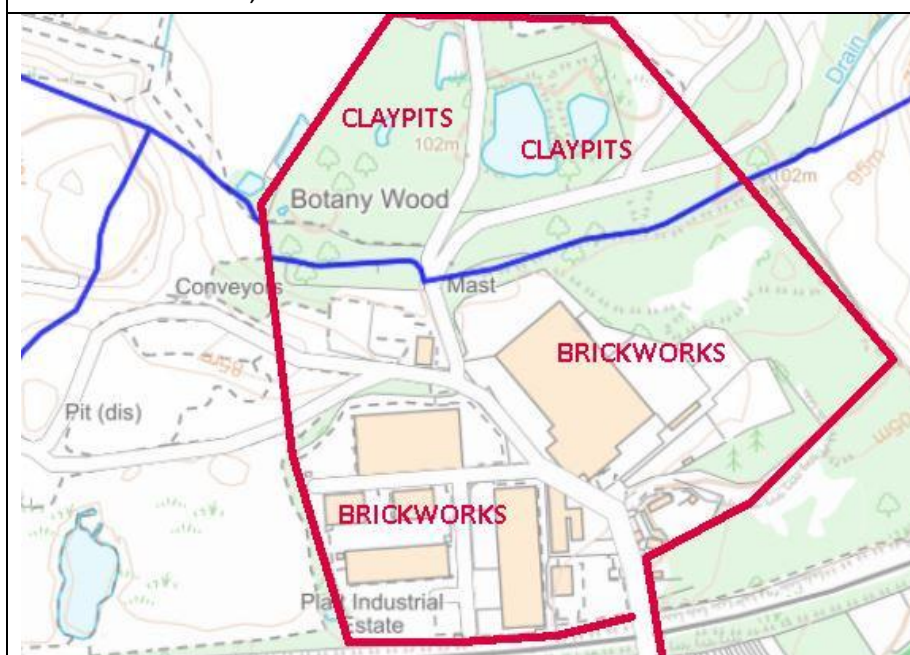 Drain
CLAYPITS
102m
CLAYPITS
102m
95m
Botany Wood
Conveyors
Mast
BRICKWORKS
Pit (dis)
BRICKWORKS
Industrial
Estate